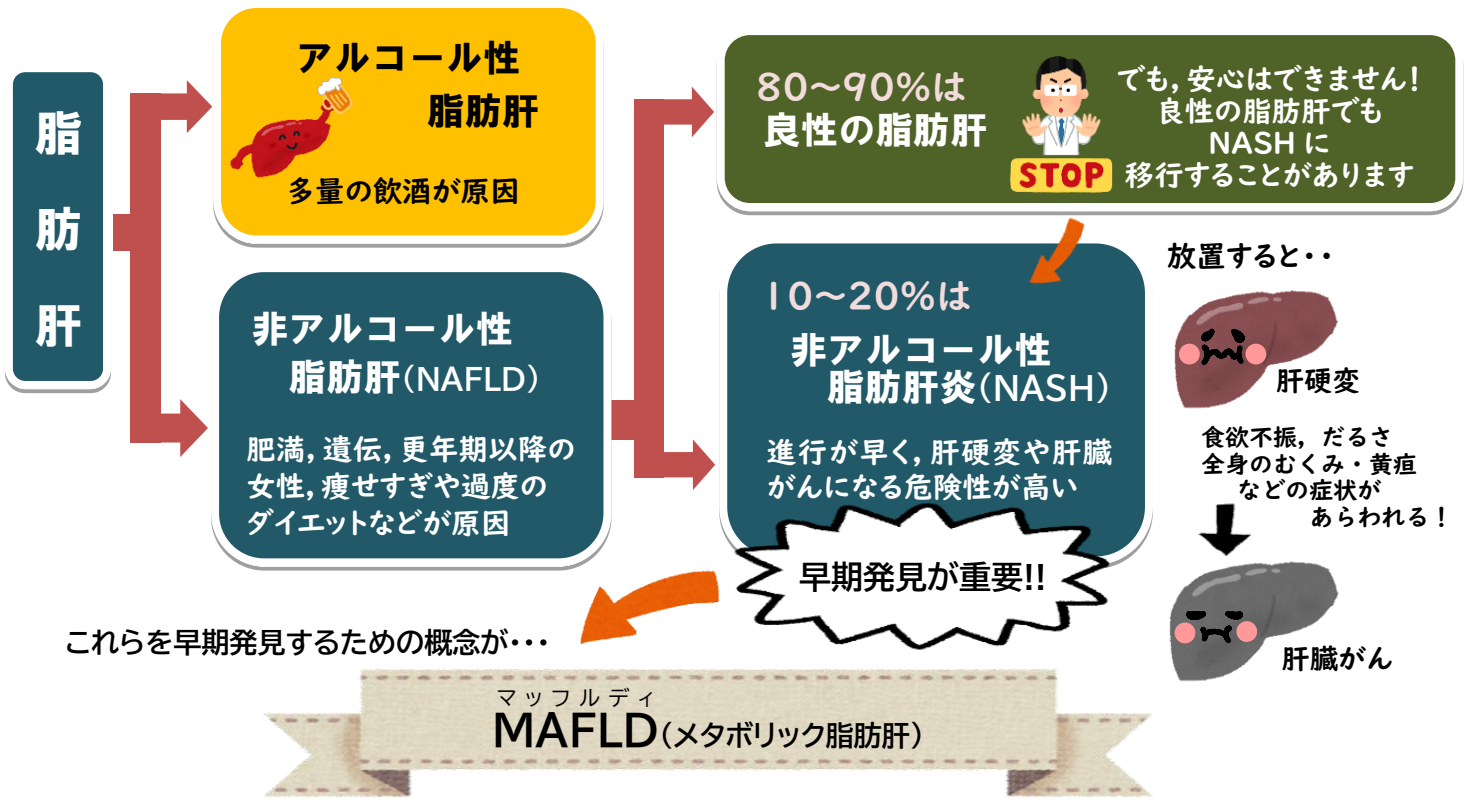 脂肪肝
アルコール性
脂肪肝
多量の飲酒が原因
非アルコール性
脂肪肝(NAFLD)
肥満,遺伝,更年期以降の
女性,痩せすぎや過度の
ダイエットなどが原因
80～90%は
良性の脂肪肝
STOP
でも,安心はできません!
良性の脂肪肝でも
NASHに
移行することがあります
10～20%は
非アルコール性
脂肪肝炎(NASH)
進行が早く,肝硬変や肝臓
がんになる危険性が高い
早期発見が重要!!
放置すると・・
肝硬変
食欲不振，だるさ
全身のむくみ・黄疸
などの症状が
あらわれる！
肝臓がん
これらを早期発見するための概念が・・・
マッフルディ
MAFLD(メタボリック脂肪肝)